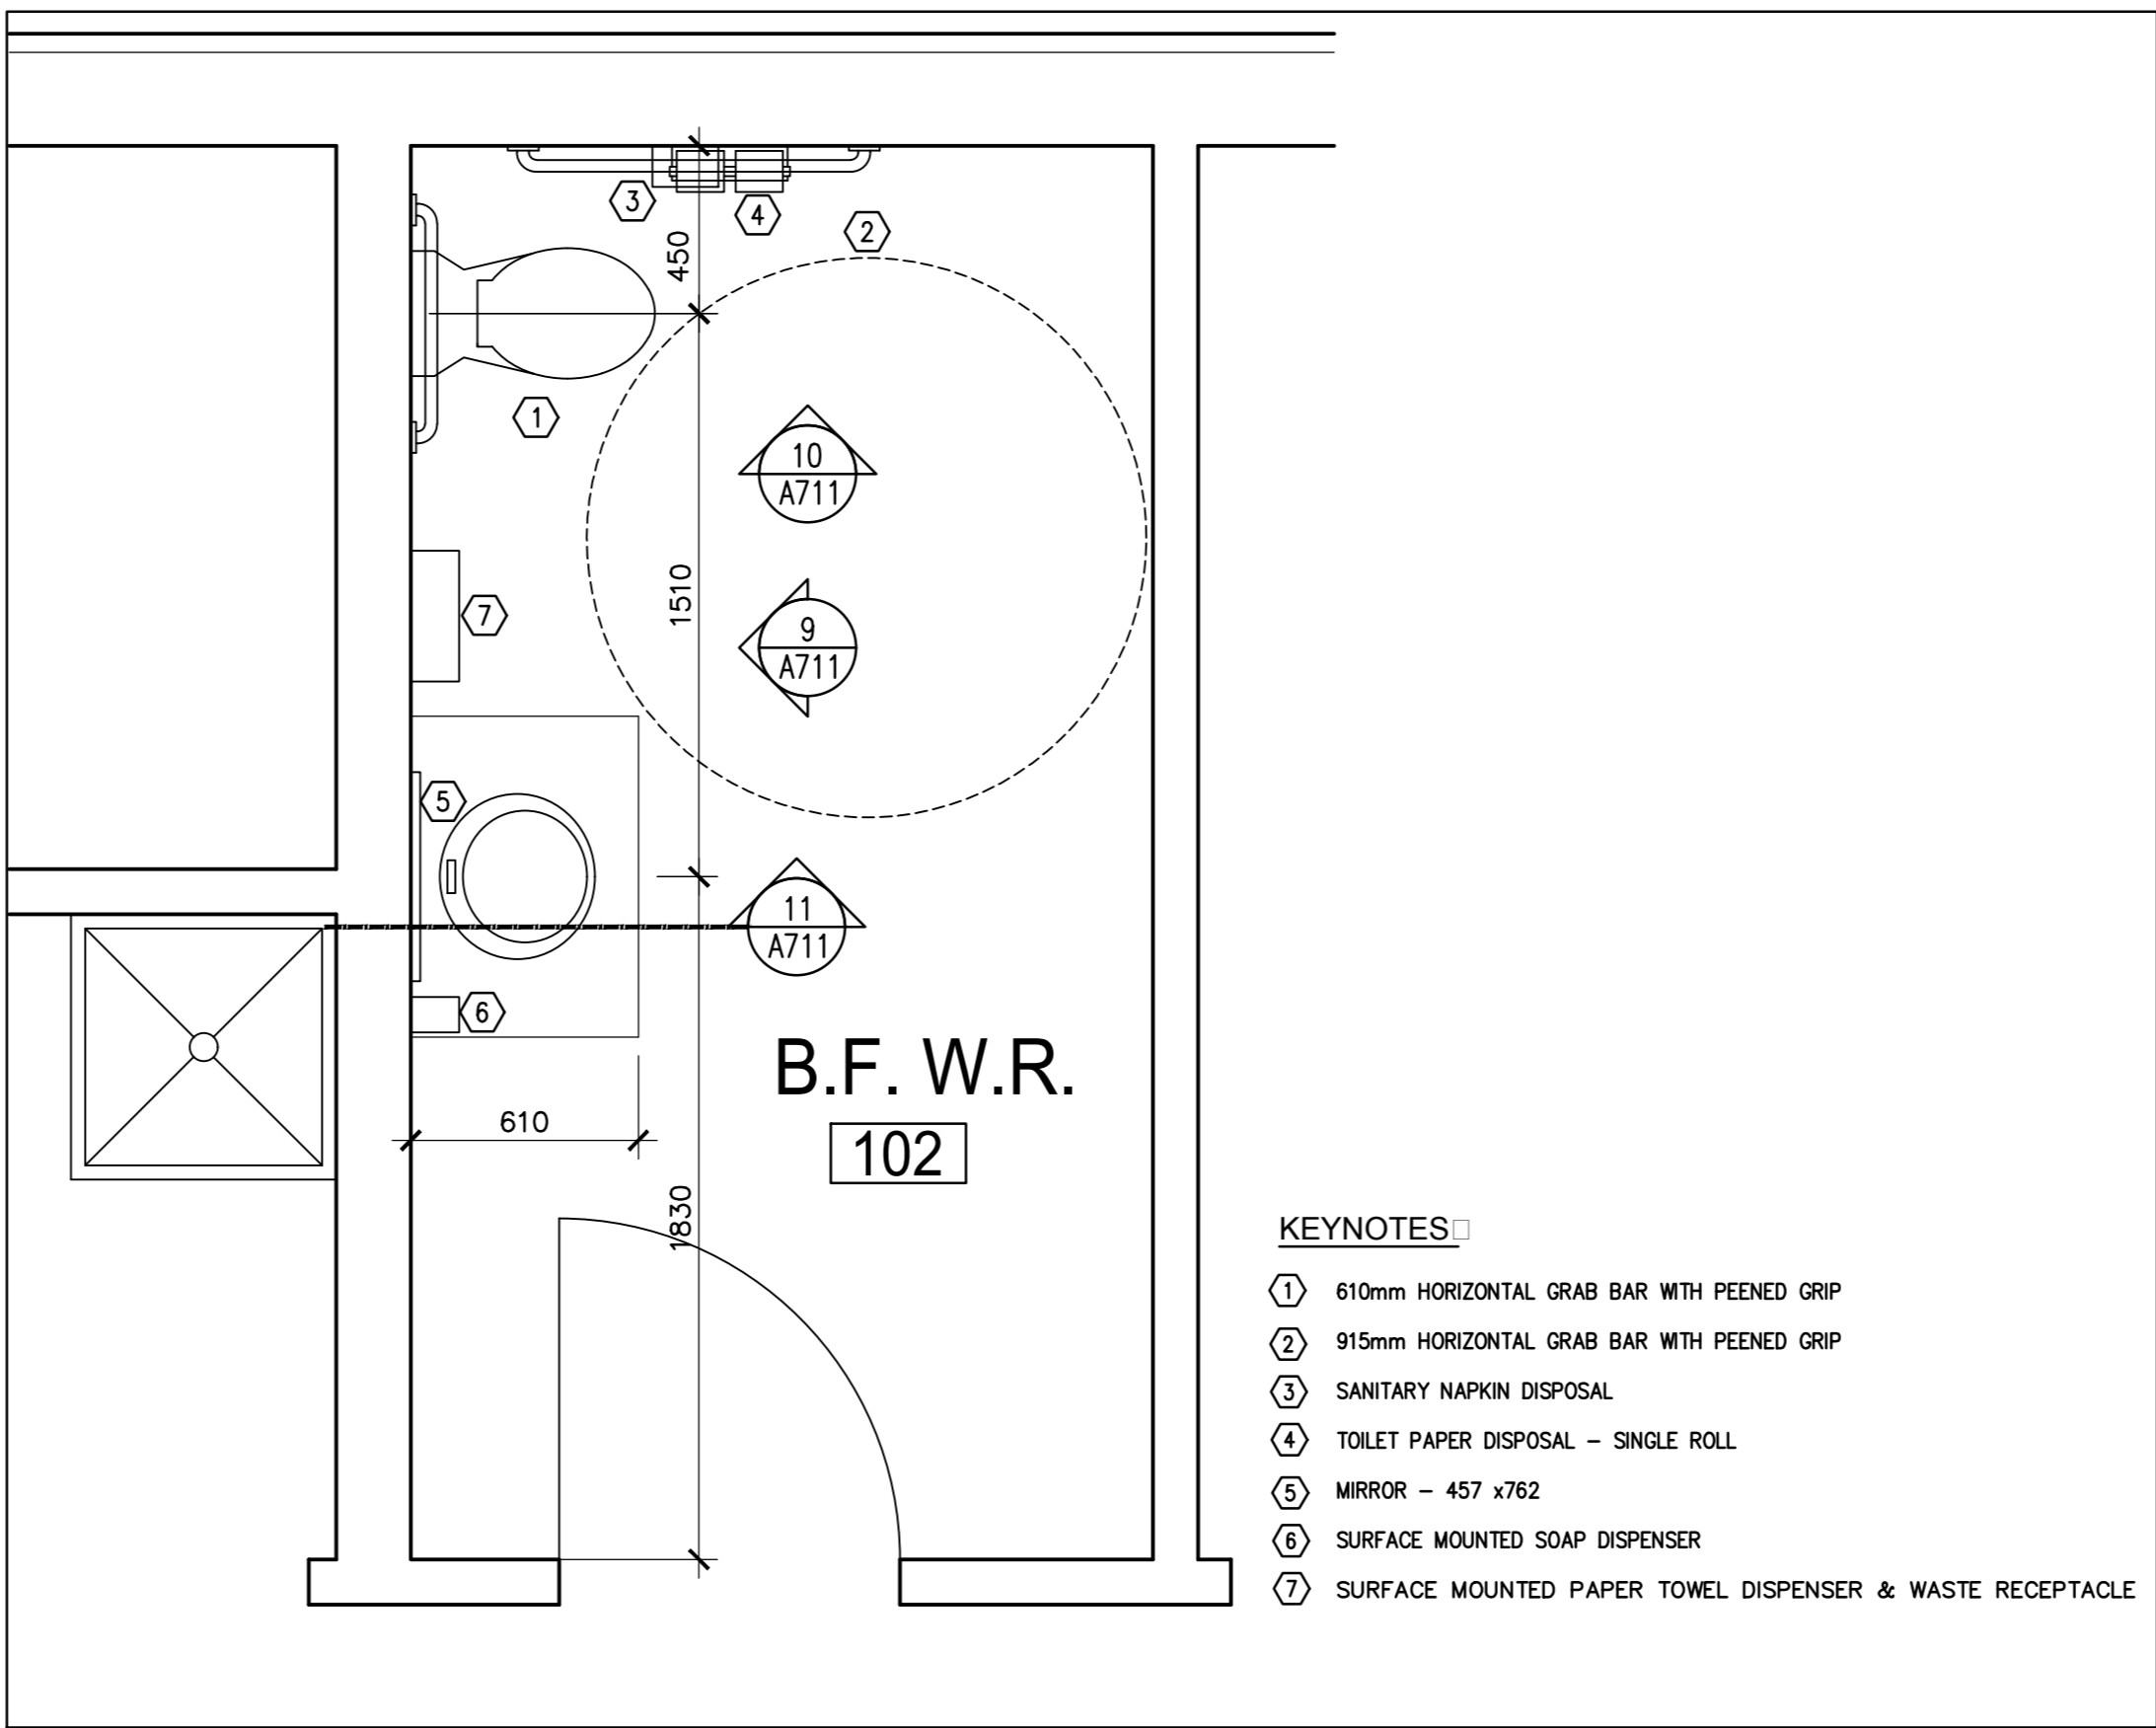 3
4
2
450
1
10
A711
1510
7
9
A711
5
11
A711
6
B.F. W.R.
610
102
1830
KEYNOTES
1 610mm HORIZONTAL GRAB BAR WITH PEENED GRIP
2 915mm HORIZONTAL GRAB BAR WITH PEENED GRIP
3 SANITARY NAPKIN DISPOSAL
4 TOILET PAPER DISPOSAL – SINGLE ROLL
5 MIRROR – 457 x762
6 SURFACE MOUNTED SOAP DISPENSER
7 SURFACE MOUNTED PAPER TOWEL DISPENSER & WASTE RECEPTACLE